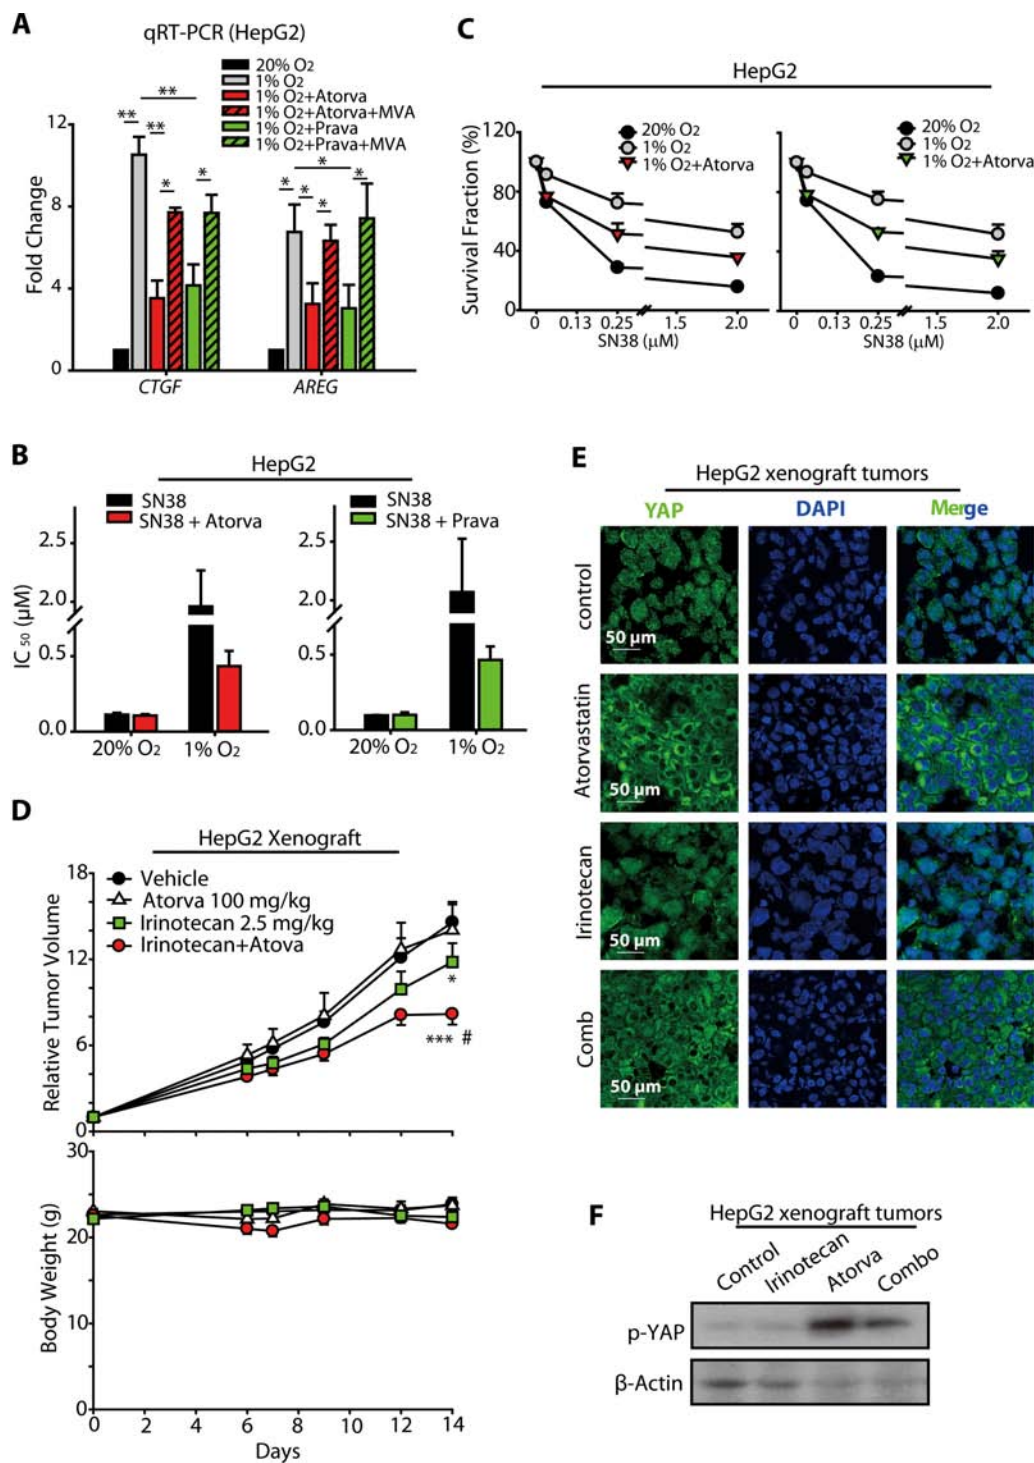 A
qRT-PCR (HepG2)
20% O2
1% O2
1% O2+Atorva
1% O2+Atorva+MVA
1% O2+Prava
1% O2+Prava+MVA
Fold Change
12
8
4
0
**
**
**
*
*
*
*
*
*
*
CTGF
AREG
B
HepG2
SN38
SN38 + Atorva
SN38
SN38 + Prava
IC50 (μM)
2.5
2.0
0.5
0.0
20% O2
1% O2
2.5
2.0
0.5
0.0
20% O2
1% O2
C
HepG2
20% O2
1% O2
1% O2+Atorva
20% O2
1% O2
1% O2+Atorva
Survival Fraction (%)
120
80
40
0
0
0.13
0.25
1.5
2.0
SN38 (μM)
0
0.13
0.25
1.5
2.0
SN38 (μM)
D
HepG2 Xenograft
Vehicle
Atorva 100 mg/kg
Irinotecan 2.5 mg/kg
Irinotecan+Atova
Relative Tumor Volume
18
12
6
0
*
*** #
Body Weight (g)
30
20
10
0
0
2
4
6
8
10
12
14
Days
E
HepG2 xenograft tumors
YAP
DAPI
Merge
control
50 μm
Atorvastatin
50 μm
Irinotecan
50 μm
Comb
50 μm
F
HepG2 xenograft tumors
Control
Irinotecan
Atorva
Combo
p-YAP
β-Actin